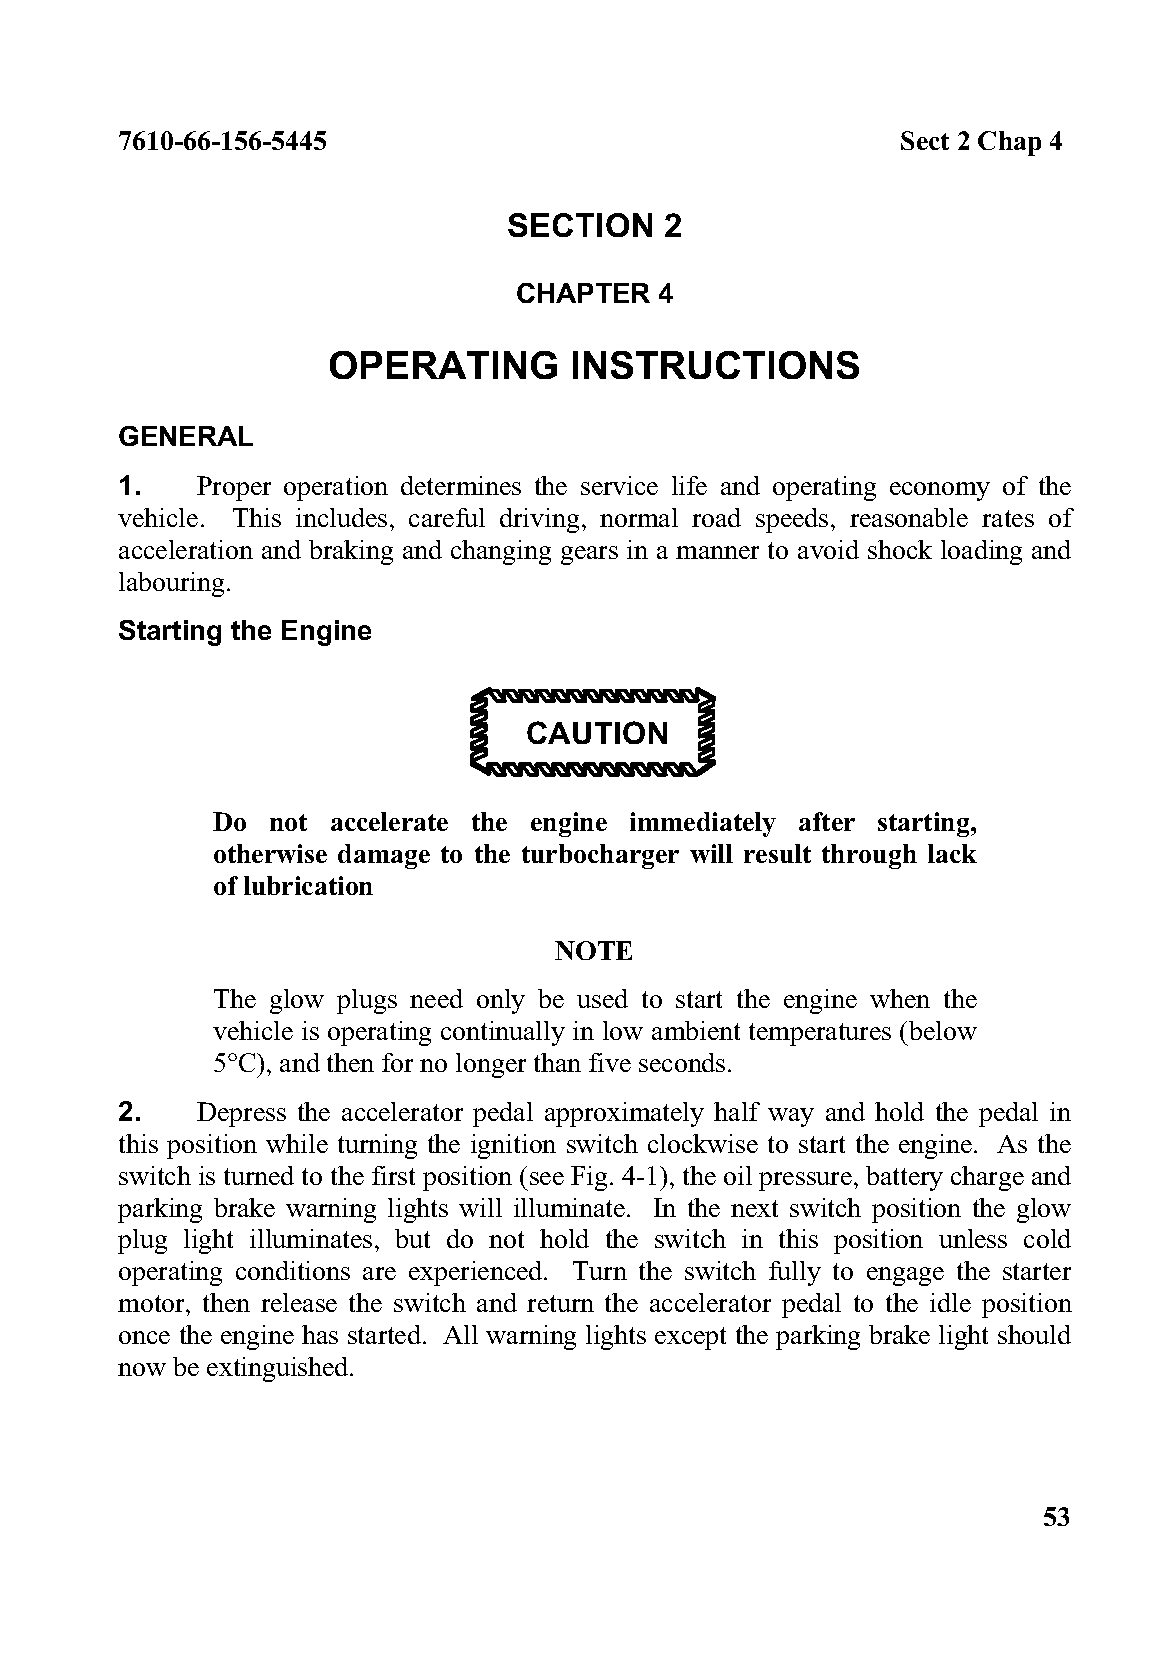 7610-66-156-5445 Sect 2 Chap 4
SECTION 2
CHAPTER 4
OPERATING INSTRUCTIONS
GENERAL
1. Proper operation determines the service life and operating economy of the
vehicle. This includes, careful driving, normal road speeds, reasonable rates of
acceleration and braking and changing gears in a manner to avoid shock loading and
labouring.
Starting the Engine
CAUTION
Do not accelerate the engine immediately after starting,
otherwise damage to the turbocharger will result through lack
of lubrication
NOTE
The glow plugs need only be used to start the engine when the
vehicle is operating continually in low ambient temperatures (below
5°C), and then for no longer than five seconds.
2. Depress the accelerator pedal approximately half way and hold the pedal in
this position while turning the ignition switch clockwise to start the engine. As the
switch is turned to the first position (see Fig. 4-1), the oil pressure, battery charge and
parking brake warning lights will illuminate. In the next switch position the glow
plug light illuminates, but do not hold the switch in this position unless cold
operating conditions are experienced. Turn the switch fully to engage the starter
motor, then release the switch and return the accelerator pedal to the idle position
once the engine has started. All warning lights except the parking brake light should
now be extinguished.
53